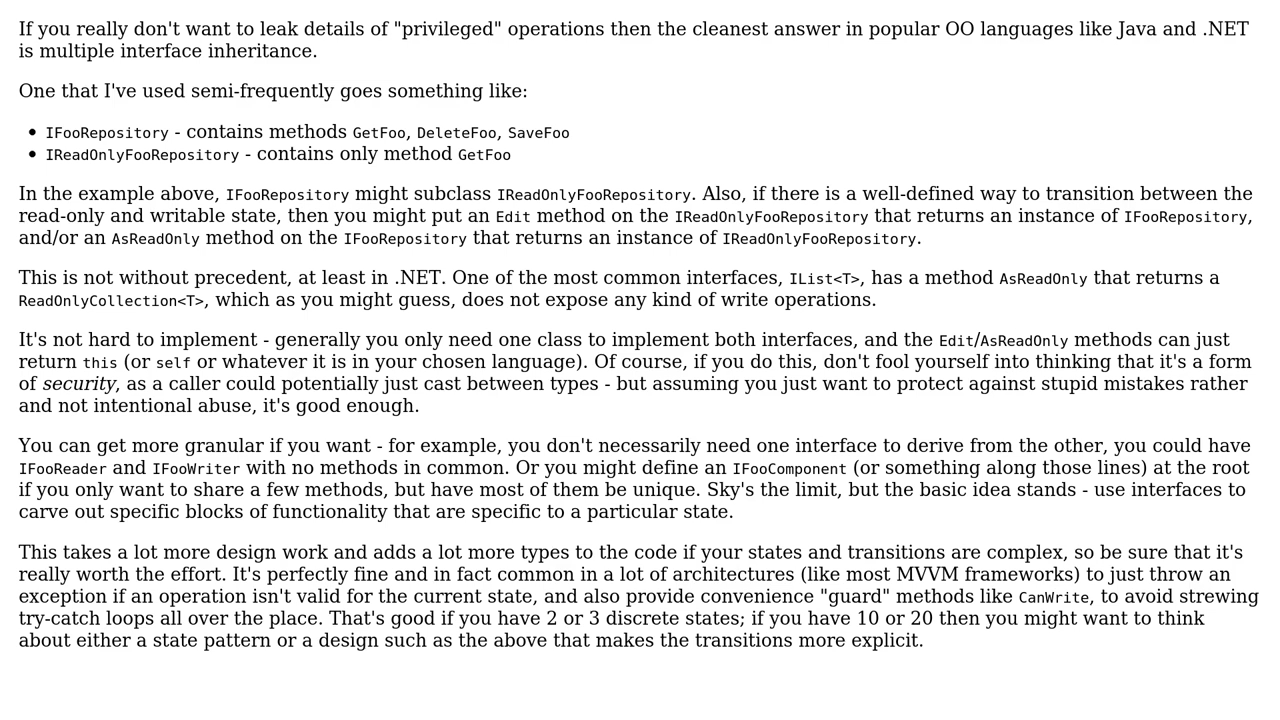 If you really don't want to leak details of "privileged" operations then the cleanest answer in popular OO languages like Java and .NET
is multiple interface inheritance.
One that I've used semi-frequently goes something like:
• IFooRepository - contains methods GetFoo, DeleteFoo, SaveFoo
• IReadOnlyFooRepository - contains only method GetFoo
In the example above, IFooRepository might subclass IReadOnlyFooRepository. Also, if there is a well-defined way to transition between the
read-only and writable state, then you might put an Edit method on the IReadOnlyFooRepository that returns an instance of IFooRepository,
and/or an AsReadOnly method on the IFooRepository that returns an instance of IReadOnlyFooRepository.
This is not without precedent, at least in .NET. One of the most common interfaces, IList<T>, has a method AsReadOnly that returns a
ReadOnlyCollection<T>, which as you might guess, does not expose any kind of write operations.
It's not hard to implement - generally you only need one class to implement both interfaces, and the Edit/AsReadOnly methods can just
return this (or self or whatever it is in your chosen language). Of course, if you do this, don't fool yourself into thinking that it's a form
of security, as a caller could potentially just cast between types - but assuming you just want to protect against stupid mistakes rather
and not intentional abuse, it's good enough.
You can get more granular if you want - for example, you don't necessarily need one interface to derive from the other, you could have
IFooReader and IFooWriter with no methods in common. Or you might define an IFooComponent (or something along those lines) at the root
if you only want to share a few methods, but have most of them be unique. Sky's the limit, but the basic idea stands - use interfaces to
carve out specific blocks of functionality that are specific to a particular state.
This takes a lot more design work and adds a lot more types to the code if your states and transitions are complex, so be sure that it's
really worth the effort. It's perfectly fine and in fact common in a lot of architectures (like most MVVM frameworks) to just throw an
exception if an operation isn't valid for the current state, and also provide convenience "guard" methods like CanWrite, to avoid strewing
try-catch loops all over the place. That's good if you have 2 or 3 discrete states; if you have 10 or 20 then you might want to think
about either a state pattern or a design such as the above that makes the transitions more explicit.